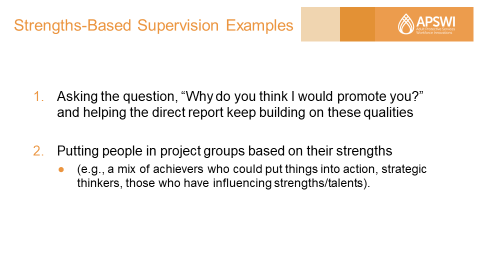 Strengths-Based Supervision Examples
APSWI
1. Asking the question, “Why do you think I would promote you?”
and helping the direct report keep building on these qualities
2. Putting people in project groups based on their strengths
● (e.g., a mix of achievers who could put things into action, strategic
thinkers, those who have influencing strengths/talents).